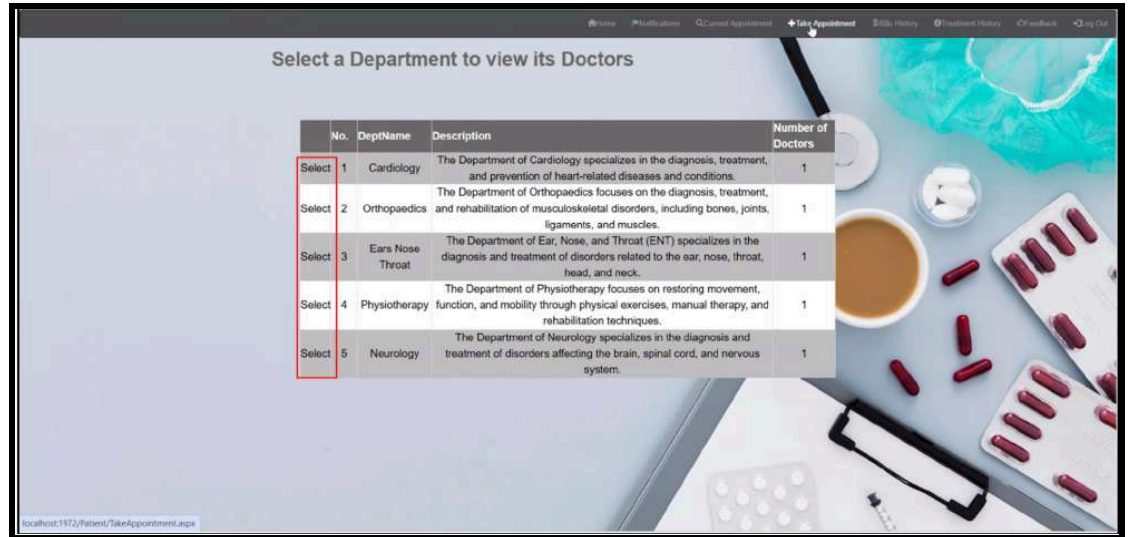 Home Notifications Current Appointment Take Appointment Bills History Treatment History Feedback Log Out
Select a Department to view its Doctors
No. DeptName Description Number of
Doctors
Select 1 Cardiology The Department of Cardiology specializes in the diagnosis, treatment,
and prevention of heart-related diseases and conditions. 1
The Department of Orthopaedics focuses on the diagnosis, treatment,
Select 2 Orthopaedics and rehabilitation of musculoskeletal disorders, including bones, joints, 1
ligaments, and muscles.
Select 3 Ears Nose
Throat The Department of Ear, Nose, and Throat (ENT) specializes in the
diagnosis and treatment of disorders related to the ear, nose, throat, 1
head, and neck.
The Department of Physiotherapy focuses on restoring movement,
Select 4 Physiotherapy function, and mobility through physical exercises, manual therapy, and 1
rehabilitation techniques.
The Department of Neurology specializes in the diagnosis and
Select 5 Neurology treatment of disorders affecting the brain, spinal cord, and nervous 1
system.
localhost:1972/Patient/TakeAppointment.aspx